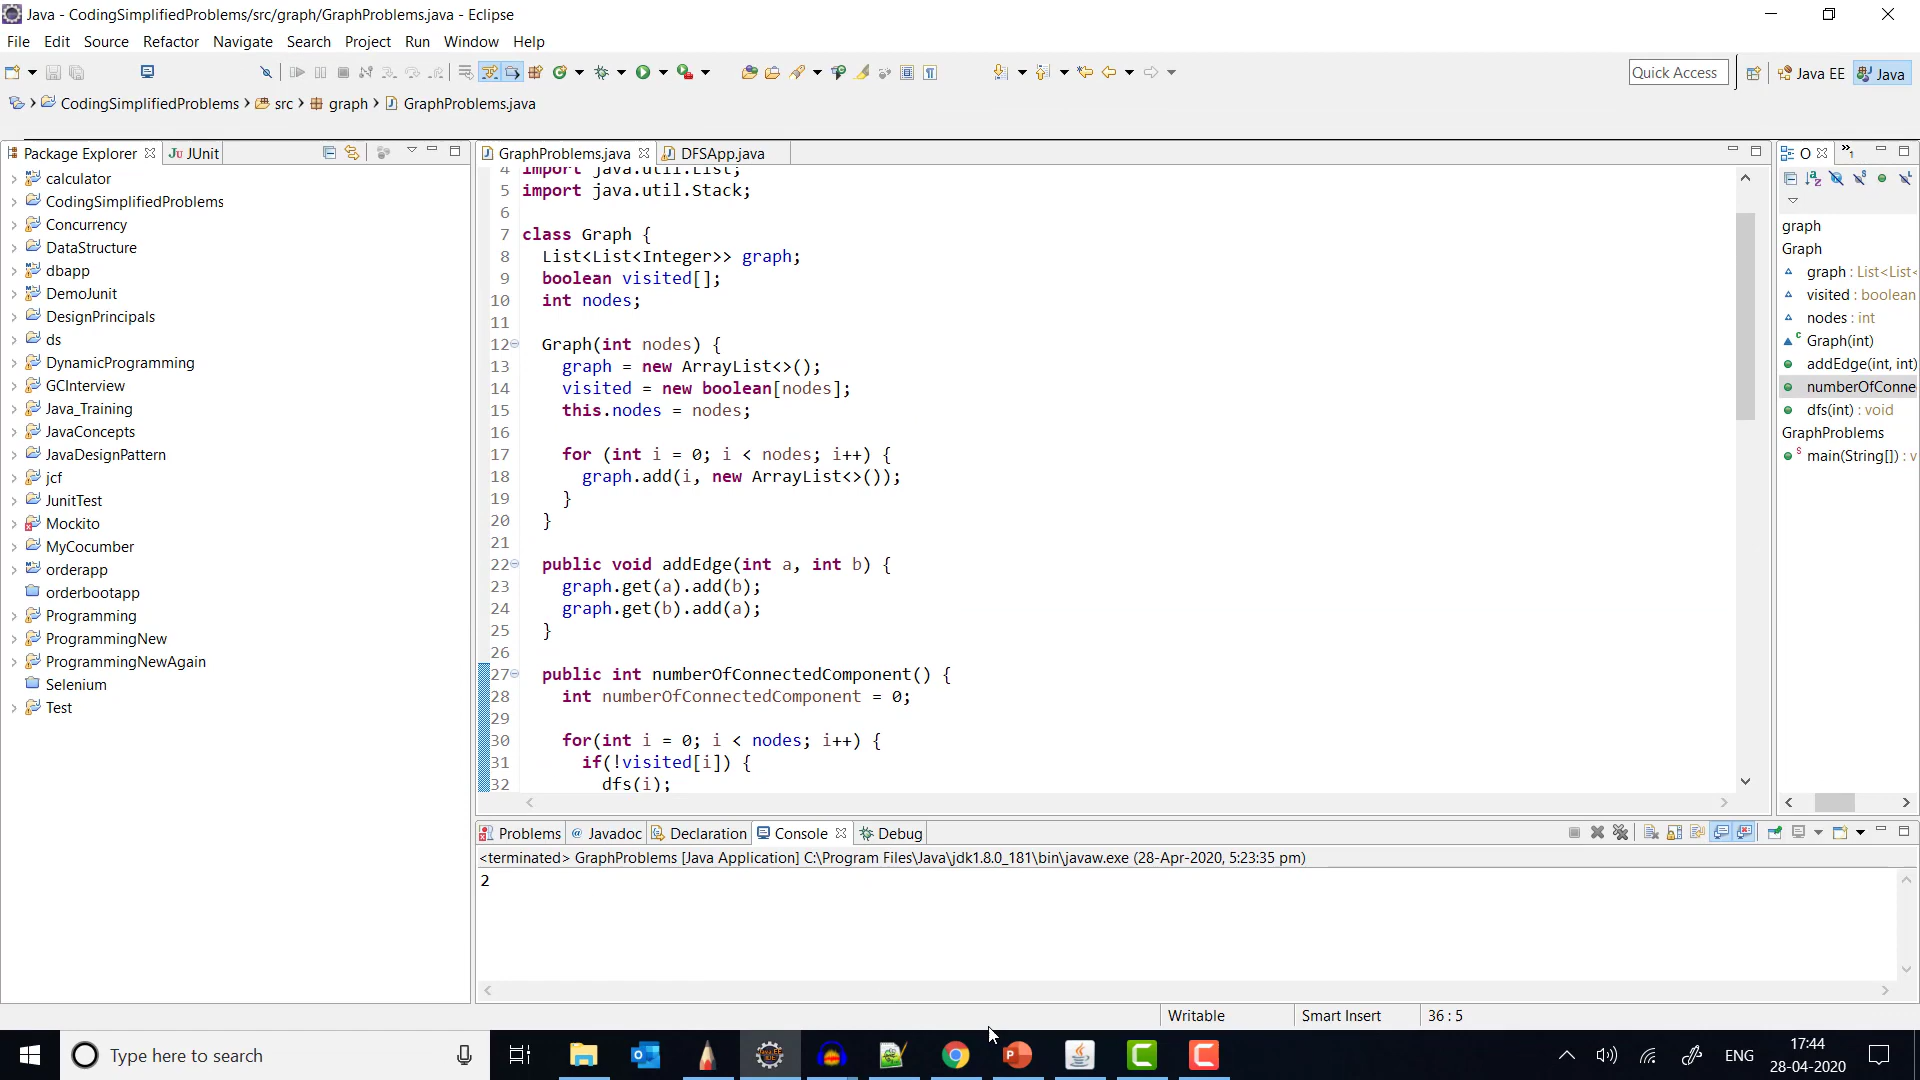 Java - CodingSimplifiedProblems/src/graph/GraphProblems.java - Eclipse
File Edit Source Refactor Navigate Search Project Run Window Help
Quick Access
Java EE
Java
CodingSimplifiedProblems
src
graph
GraphProblems.java
Package Explorer
JUnit
calculator
CodingSimplifiedProblems
Concurrency
DataStructure
dbapp
DemoJunit
DesignPrincipals
ds
DynamicProgramming
GCInterview
Java_Training
JavaConcepts
JavaDesignPattern
jcf
JunitTest
Mockito
MyCocumber
orderapp
orderbootapp
Programming
ProgrammingNew
ProgrammingNewAgain
Selenium
Test
GraphProblems.java
DFSApp.java
4 import java.util.List;
5 import java.util.Stack;
6
7 class Graph {
8 List<List<Integer>> graph;
9 boolean visited[];
10 int nodes;
11
12 Graph(int nodes) {
13 graph = new ArrayList<>();
14 visited = new boolean[nodes];
15 this.nodes = nodes;
16
17 for (int i = 0; i < nodes; i++) {
18 graph.add(i, new ArrayList<>());
19 }
20 }
21
22 public void addEdge(int a, int b) {
23 graph.get(a).add(b);
24 graph.get(b).add(a);
25 }
26
27 public int numberOfConnectedComponent() {
28 int numberOfConnectedComponent = 0;
29
30 for(int i = 0; i < nodes; i++) {
31 if(!visited[i]) {
32 dfs(i);
O
graph
Graph
graph : List<List<
visited : boolean
nodes : int
Graph(int)
addEdge(int, int)
numberOfConne
dfs(int) : void
GraphProblems
main(String[]) : v
Problems
Javadoc
Declaration
Console
Debug
<terminated> GraphProblems [Java Application] C:\Program Files\Java\jdk1.8.0_181\bin\javaw.exe (28-Apr-2020, 5:23:35 pm)
2
Writable
Smart Insert
36 : 5
Type here to search
ENG
17:44
28-04-2020